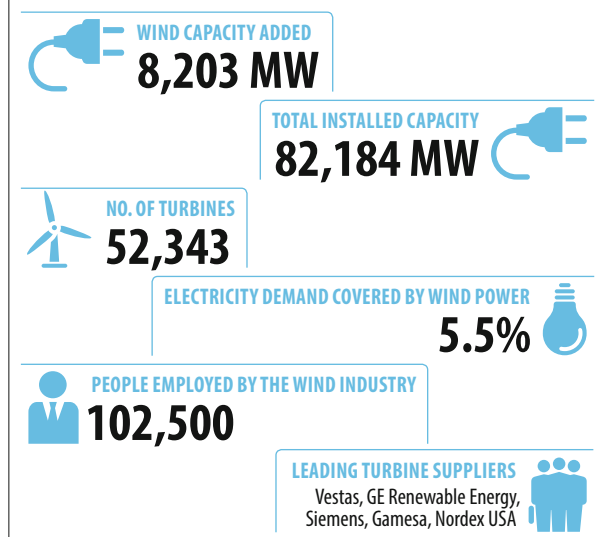 WIND CAPACITY ADDED
8,203 MW
TOTAL INSTALLED CAPACITY
82,184 MW
NO. OF TURBINES
52,343
ELECTRICITY DEMAND COVERED BY WIND POWER
5.5%
PEOPLE EMPLOYED BY THE WIND INDUSTRY
102,500
LEADING TURBINE SUPPLIERS
Vestas, GE Renewable Energy,
Siemens, Gamesa, Nordex USA